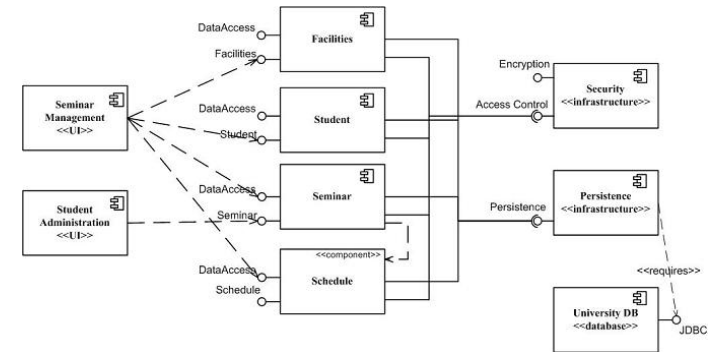 DataAccess
Facilities
Facilities
Encryption
Access Control
Security
<<infrastructure>>
Seminar
Management
<<UI>>
DataAccess
Student
Student
DataAccess
Seminar
Seminar
Student
Administration
<<UI>>
Persistence
Persistence
<<infrastructure>>
<<component>>
DataAccess
Schedule
Schedule
<<requires>>
University DB
<<database>>
JDBC